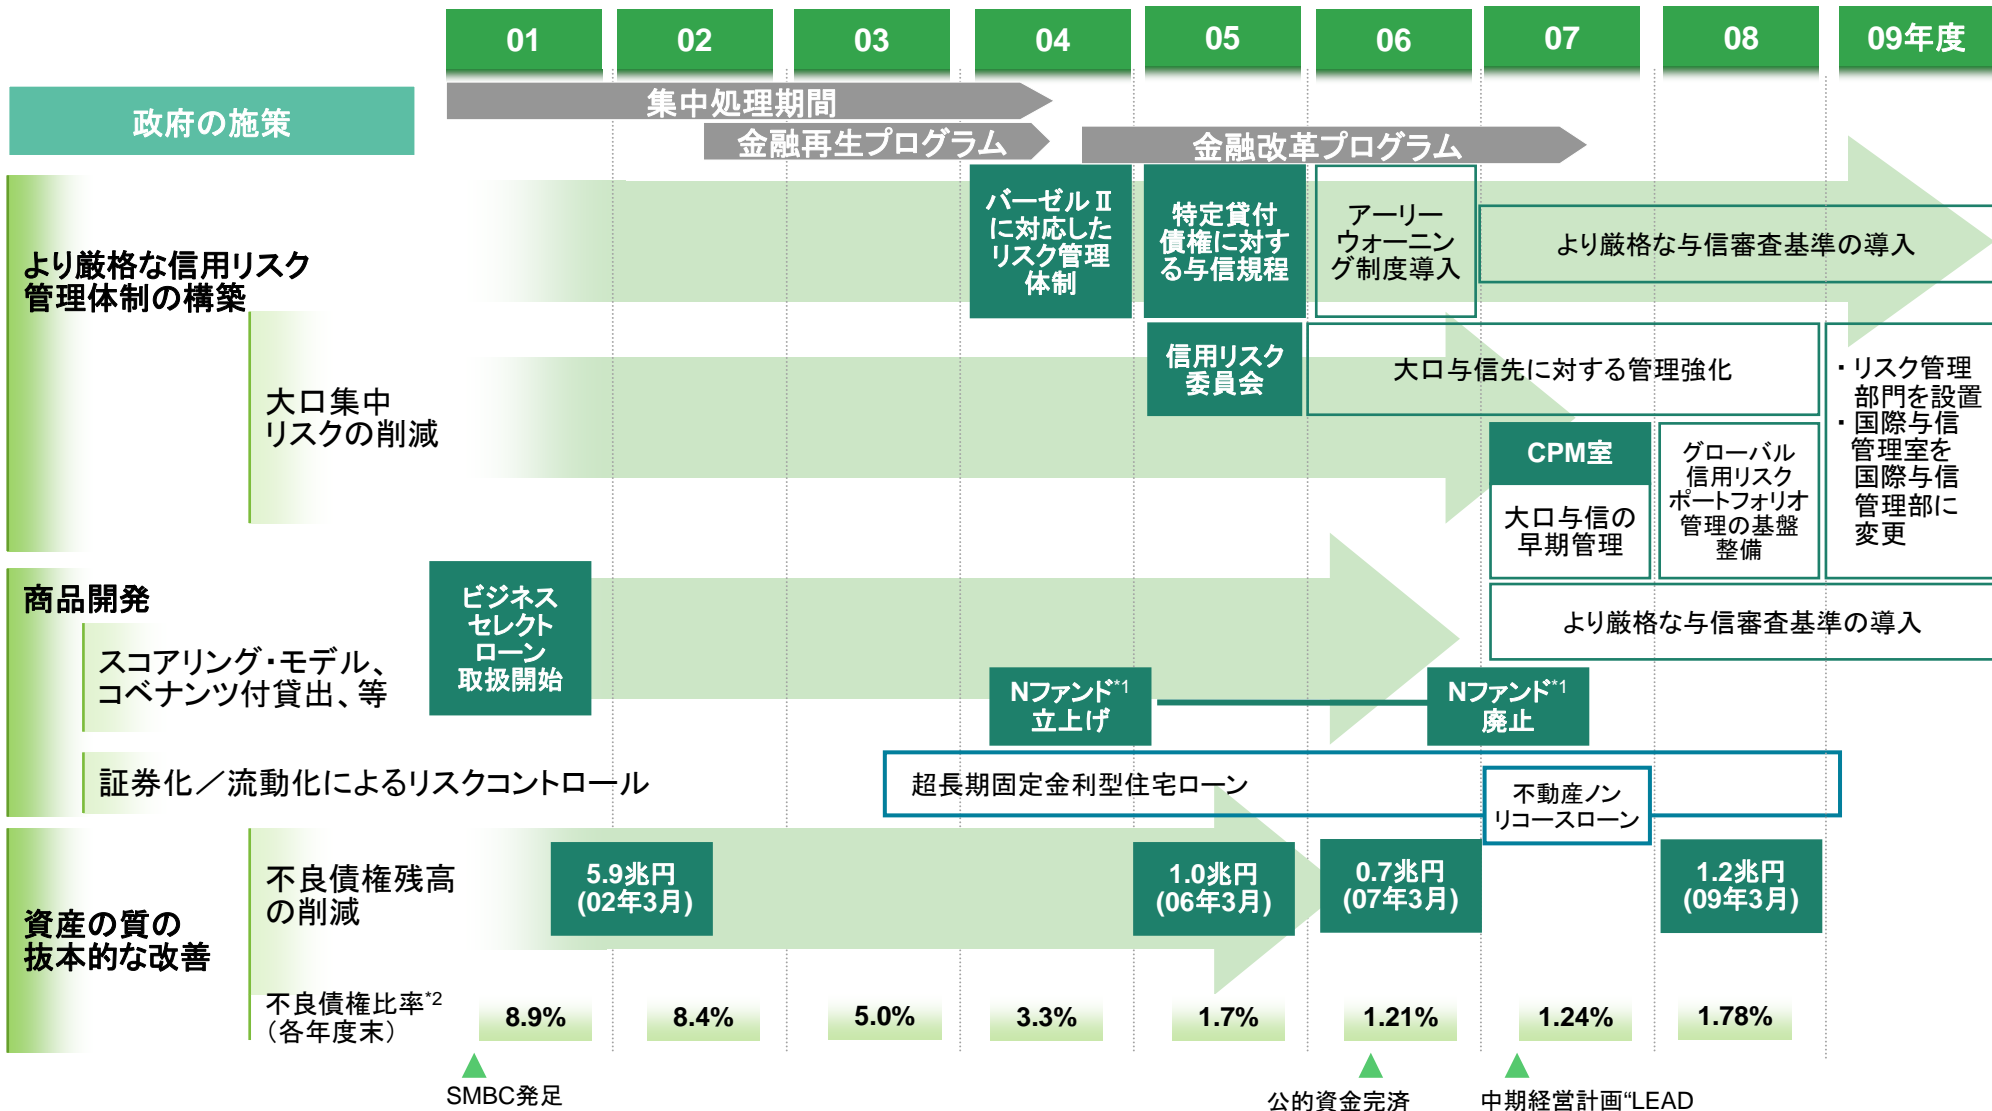 01
02
03
04
05
06
07
08
09年度
政府の施策
集中処理期間
金融再生プログラム
金融改革プログラム
より厳格な信用リスク
管理体制の構築
バーゼルⅡ
に対応した
リスク管理
体制
特定貸付
債権に対す
る与信規程
アーリー
ウォーニン
グ制度導入
より厳格な与信審査基準の導入
大口集中
リスクの削減
信用リスク
委員会
大口与信先に対する管理強化
・リスク管理
部門を設置
・国際与信
管理室を
国際与信
管理部に
変更
CPM室
大口与信の
早期管理
グローバル
信用リスク
ポートフォリオ
管理の基盤
整備
商品開発
スコアリング・モデル、
コベナンツ付貸出、等
ビジネス
セレクト
ローン
取扱開始
より厳格な与信審査基準の導入
Nファンド*1
立上げ
Nファンド*1
廃止
証券化／流動化によるリスクコントロール
超長期固定金利型住宅ローン
不動産ノン
リコースローン
資産の質の
抜本的な改善
不良債権残高
の削減
5.9兆円
(02年3月)
1.0兆円
(06年3月)
0.7兆円
(07年3月)
1.2兆円
(09年3月)
不良債権比率*2
（各年度末）
8.9%
8.4%
5.0%
3.3%
1.7%
1.21%
1.24%
1.78%
SMBC発足
公的資金完済
中期経営計画“LEAD